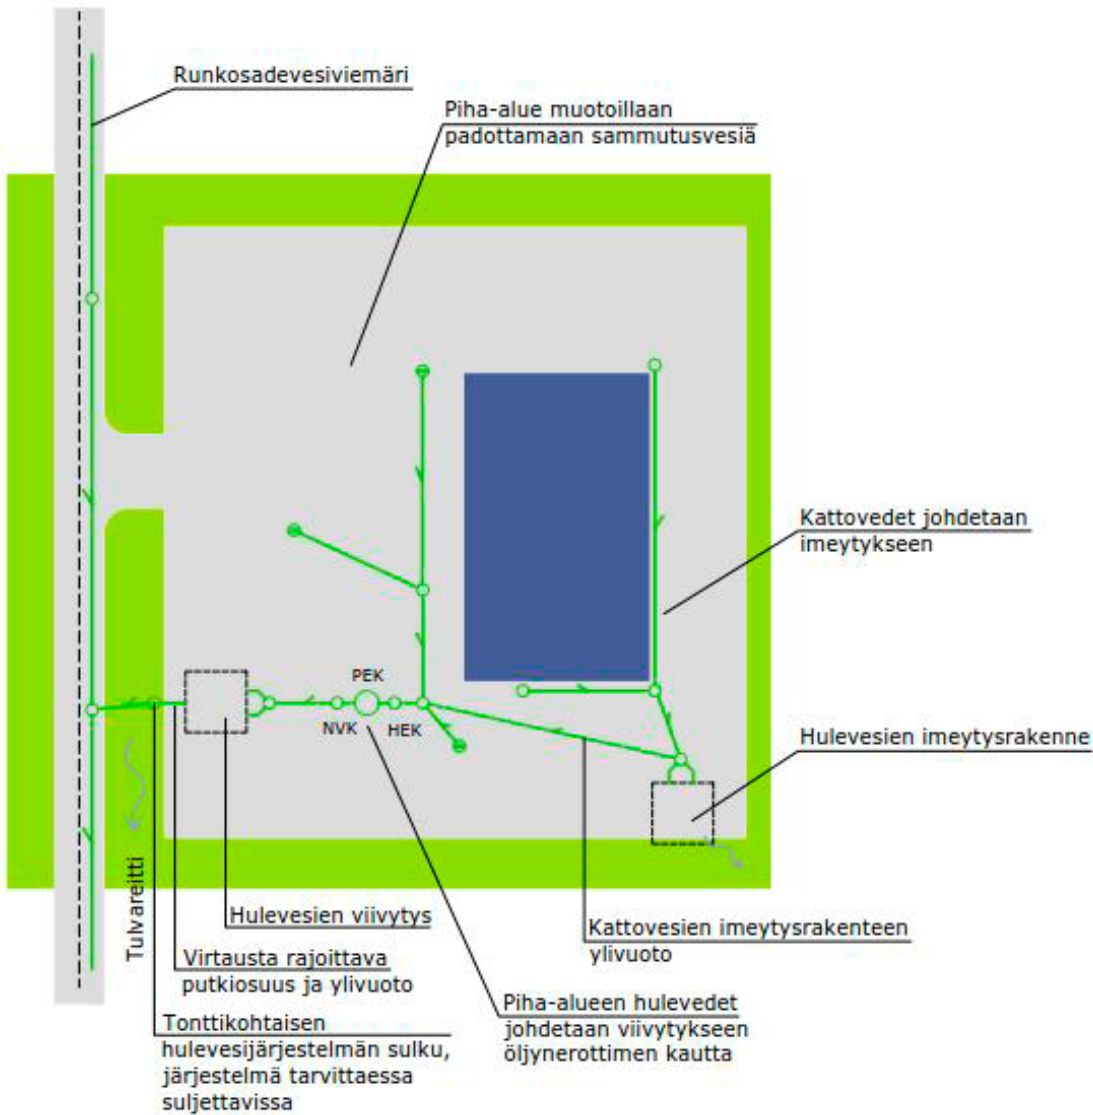 Runkosadevesiviemäri
Piha-alue muotoillaan
padottamaan sammutusvesiä
Kattovedet johdetaan
imeytykseen
PEK
NVK
HEK
Hulevesien imeytysrakenne
Tulvareitti
Hulevesien viivytys
Kattovesien imeytysrakenteen
ylivuoto
Virtausta rajoittava
putkiosuus ja ylivuoto
Piha-alueen hulevedet
johdetaan viivytykseen
öljynerottimen kautta
Tonttikohtaisen
hulevesijärjestelmän sulku,
järjestelmä tarvittaessa
suljettavissa